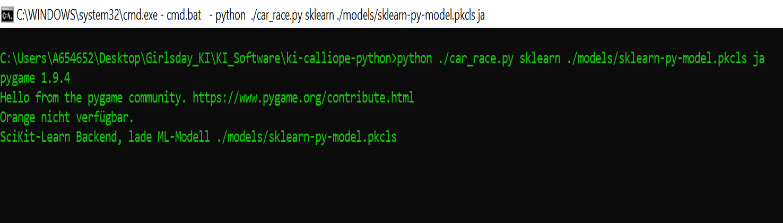 C:\WINDOWS\system32\cmd.exe - cmd.bat - python ./car_race.py sklearn ./models/sklearn-py-model.pkcls ja
C:\Users\A654652\Desktop\Girlsday_KI\KI_Software\ki-calliope-python>python ./car_race.py sklearn ./models/sklearn-py-model.pkcls ja
pygame 1.9.4
Hello from the pygame community. https://www.pygame.org/contribute.html
Orange nicht verfügbar.
SciKit-Learn Backend, lade ML-Modell ./models/sklearn-py-model.pkcls